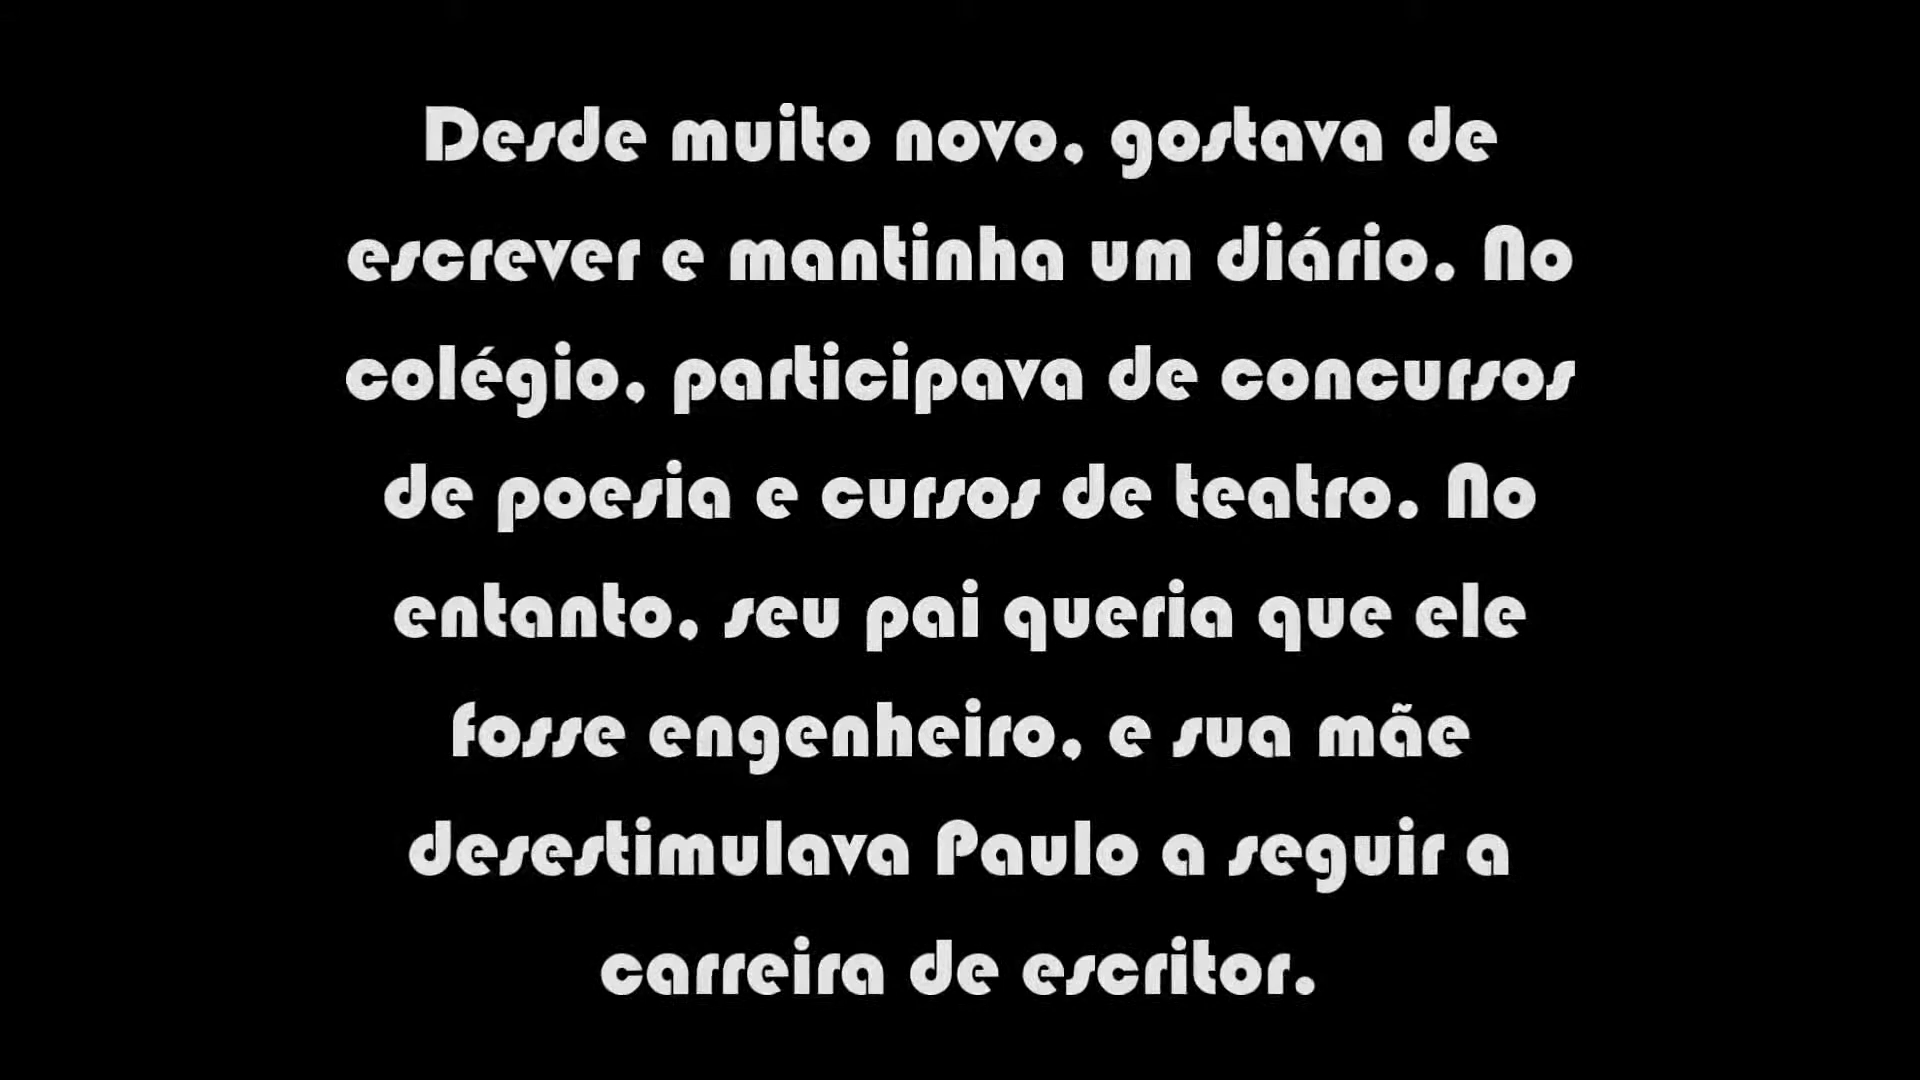 Desde muito novo, gostava de
escrever e mantinha um diário. No
colégio, participava de concursos
de poesia e cursos de teatro. No
entanto, seu pai queria que ele
fosse engenheiro, e sua mãe
desestimulava Paulo a seguir a
carreira de escritor.